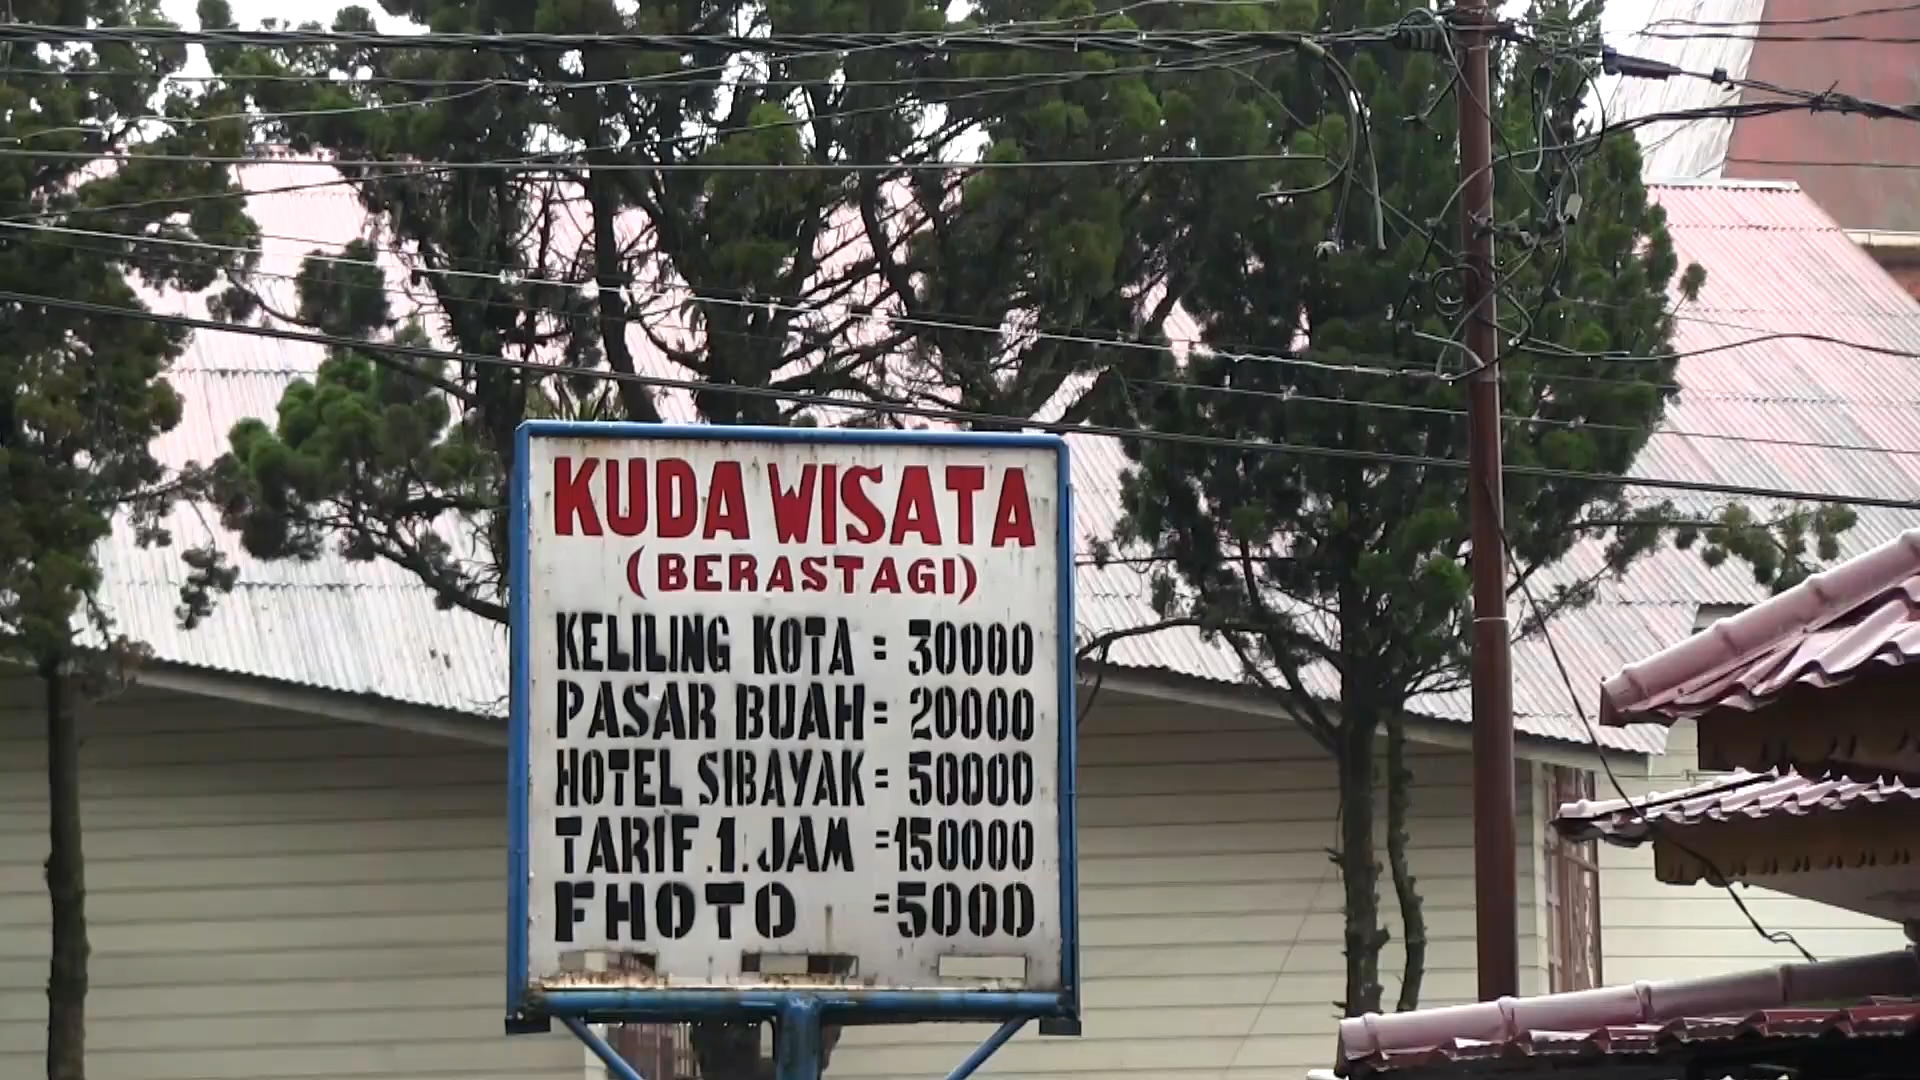 KUDA WISATA
(BERASTAGI)
KELILING KOTA = 30000
PASAR BUAH = 20000
HOTEL SIBAYAK = 50000
TARIF.1.JAM = 150000
FHOTO = 5000